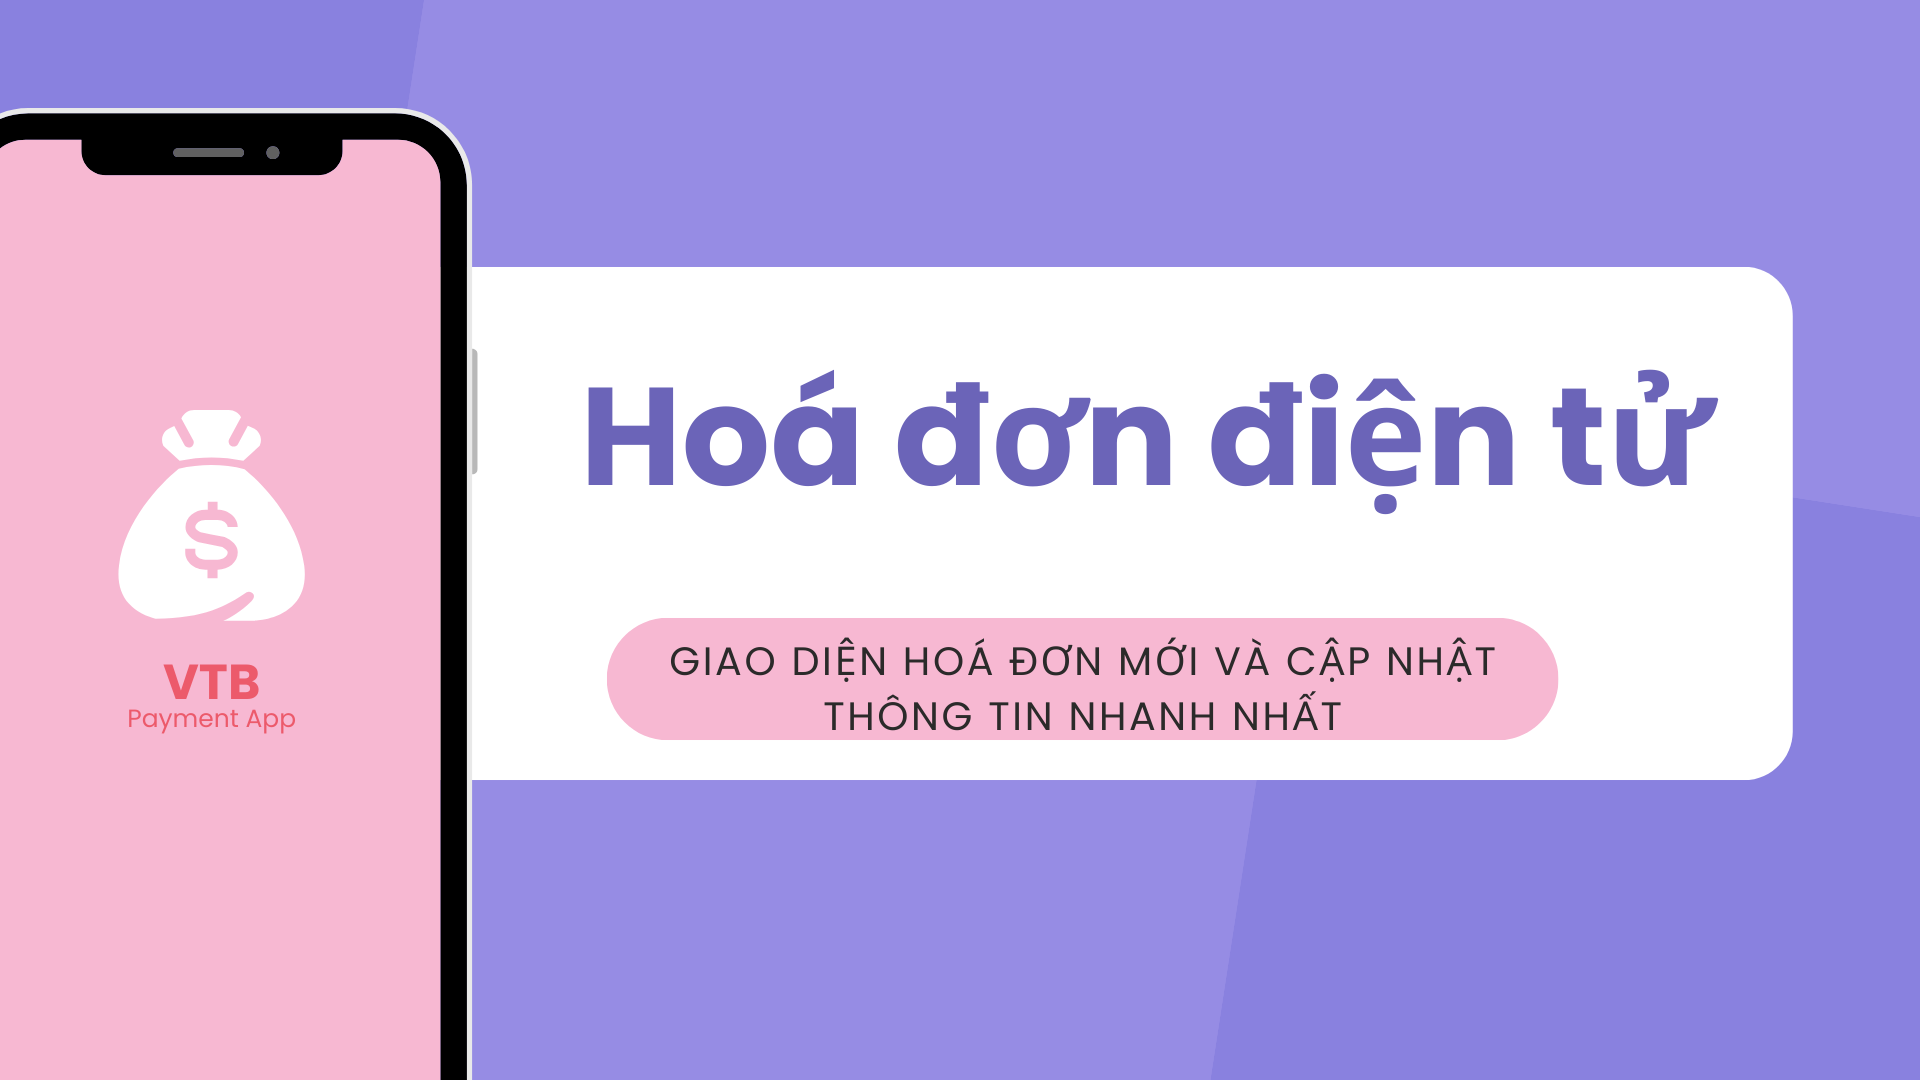 Hoá đơn điện tử
GIAO DIỆN HOÁ ĐƠN MỚI VÀ CẬP NHẬT
THÔNG TIN NHANH NHẤT
$
VTB
Payment App